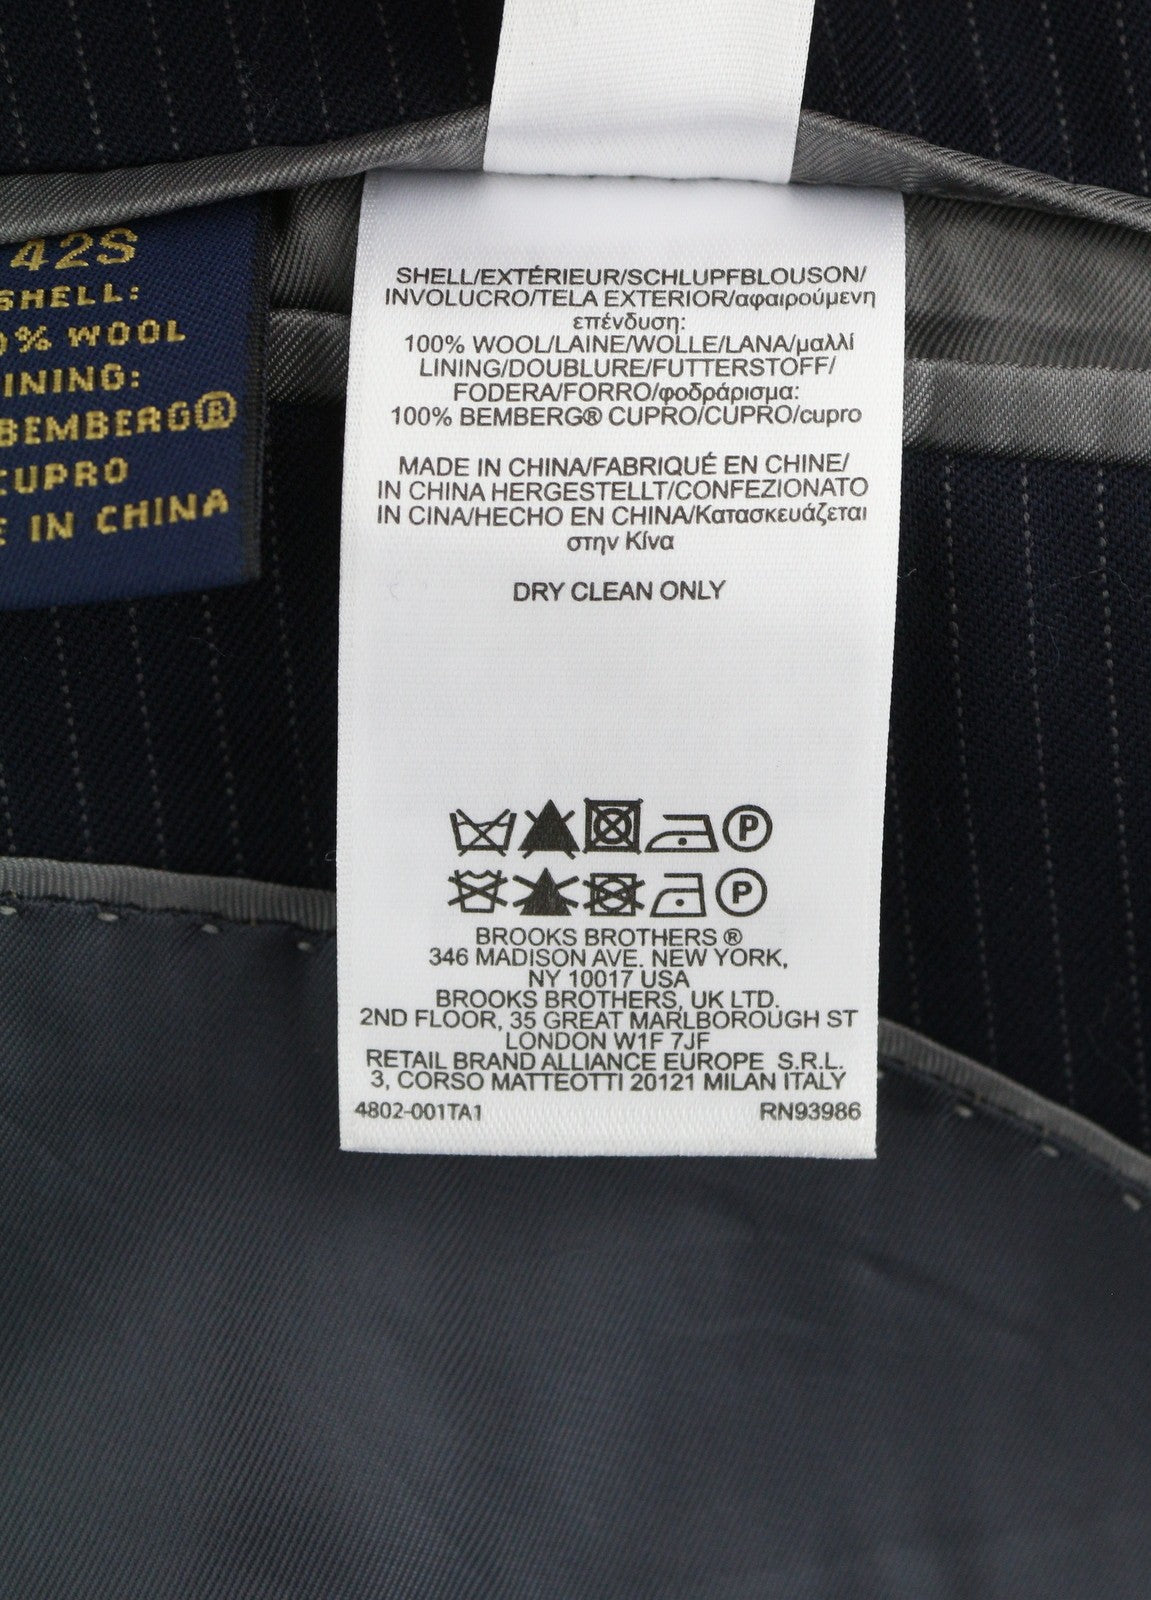 42S
SHELL:
% WOOL
INING:
BEMBERG®
CUPRO
IN CHINA
SHELL/EXTÉRIEUR/SCHLUPFBLOUSON/
INVOLUCRO/TELA EXTERIOR/αφαιρούμενη
επένδυση:
100% WOOL/LAINE/WOLLE/LANA/μαλλί
LINING/DOUBLURE/FUTTERSTOFF/
FODERA/FORRO/φοδράρισμα:
100% BEMBERG® CUPRO/CUPRO/cupro
MADE IN CHINA/FABRIQUÉ EN CHINE/
IN CHINA HERGESTELLT/CONFEZIONATO
IN CINA/HECHO EN CHINA/Κατασκευάζεται
στην Κίνα
DRY CLEAN ONLY
P
P
BROOKS BROTHERS ®
346 MADISON AVE. NEW YORK,
NY 10017 USA
BROOKS BROTHERS, UK LTD.
2ND FLOOR, 35 GREAT MARLBOROUGH ST
LONDON W1F 7JF
RETAIL BRAND ALLIANCE EUROPE S.R.L.
3, CORSO MATTEOTTI 20121 MILAN ITALY
4802-001TA1 RN93986